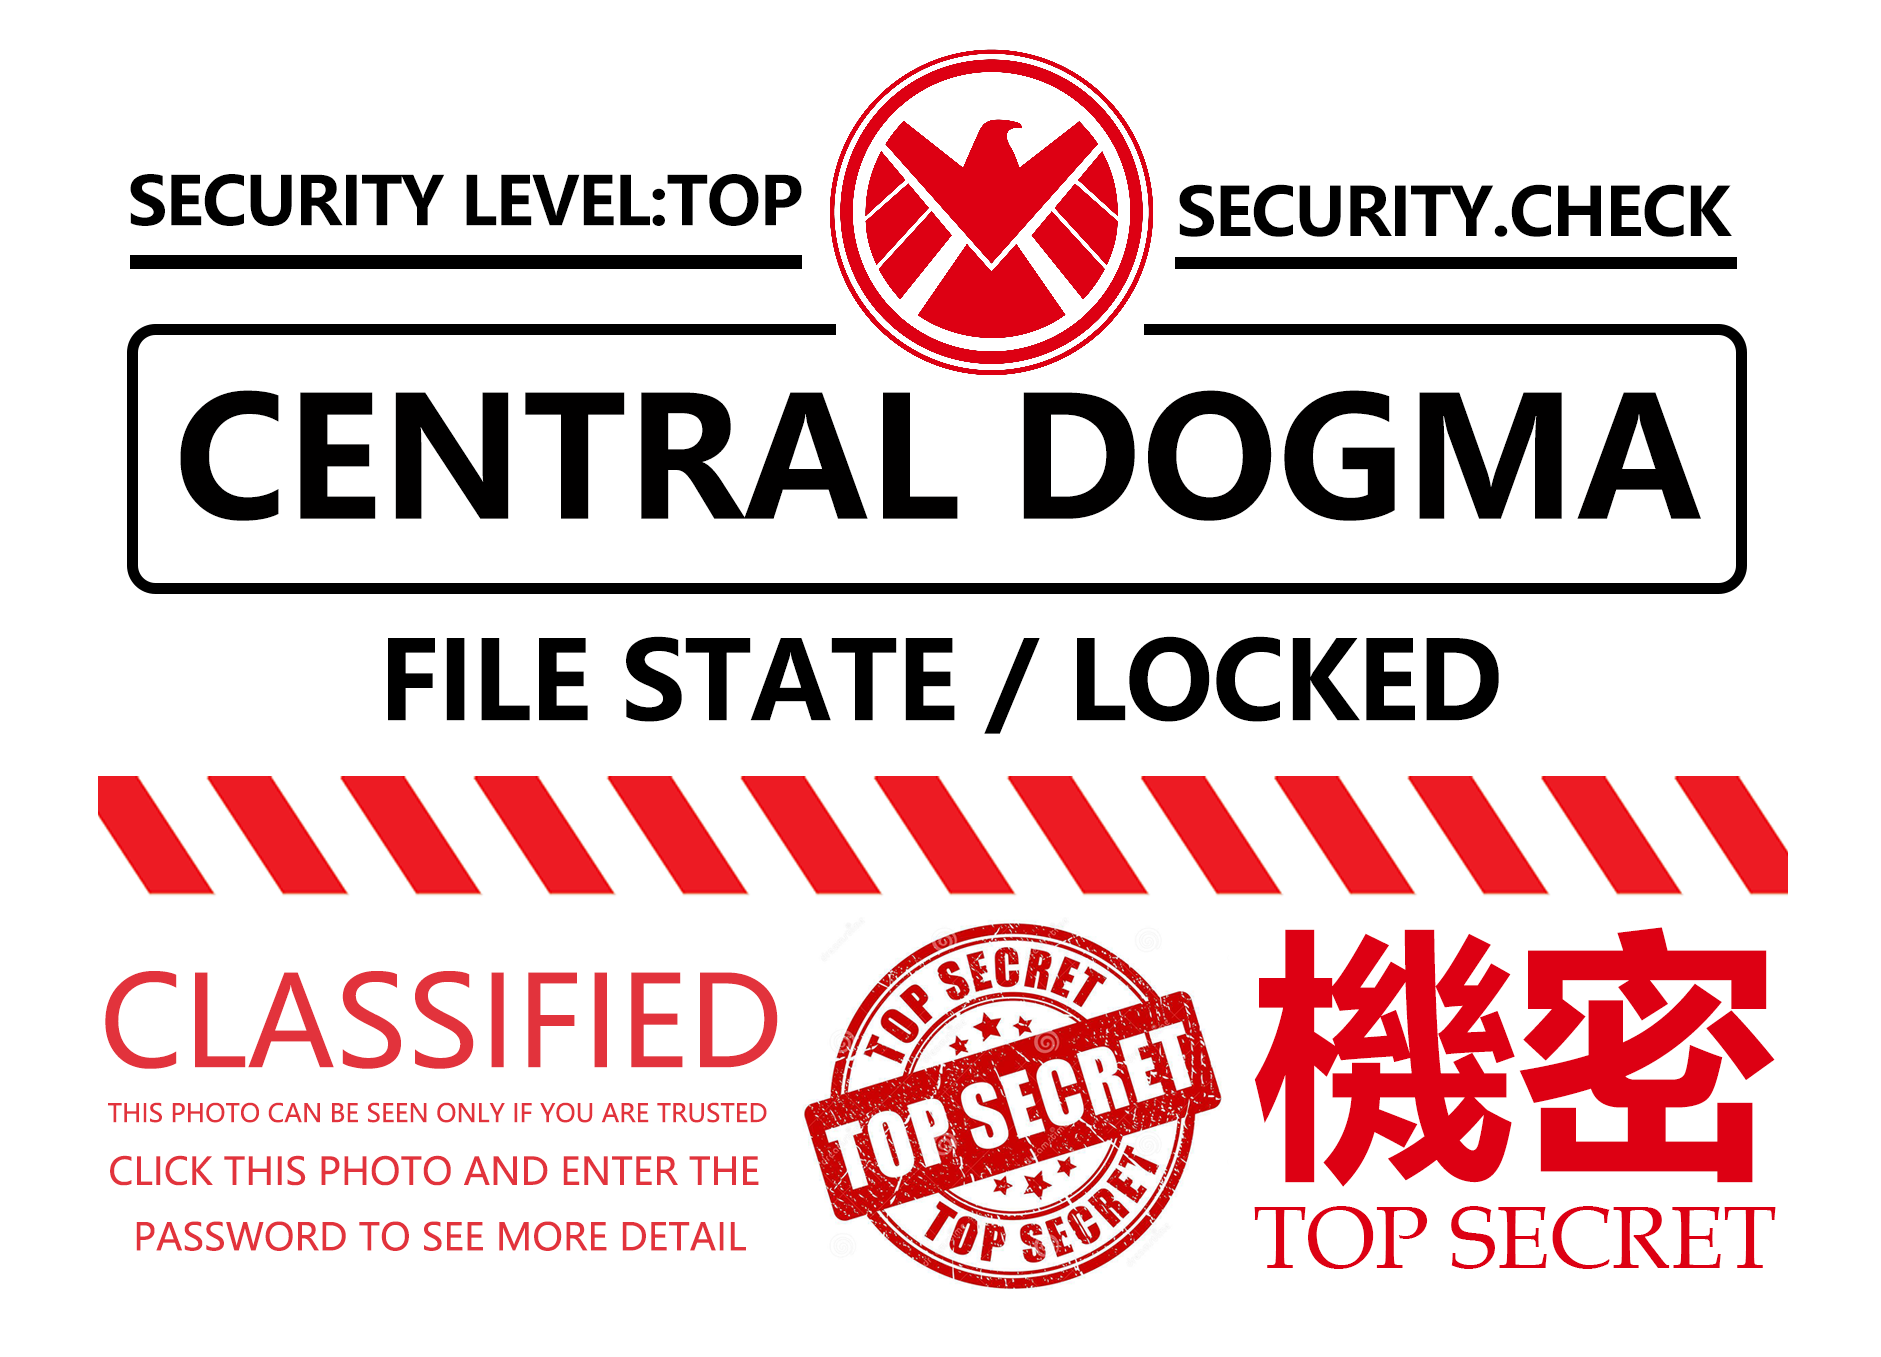 SECURITY LEVEL:TOP
SECURITY.CHECK
CENTRAL DOGMA
FILE STATE / LOCKED
CLASSIFIED
THIS PHOTO CAN BE SEEN ONLY IF YOU ARE TRUSTED
CLICK THIS PHOTO AND ENTER THE
PASSWORD TO SEE MORE DETAIL
TOP SECRET
TOP SECRET
TOP SECRET
機密
TOP SECRET